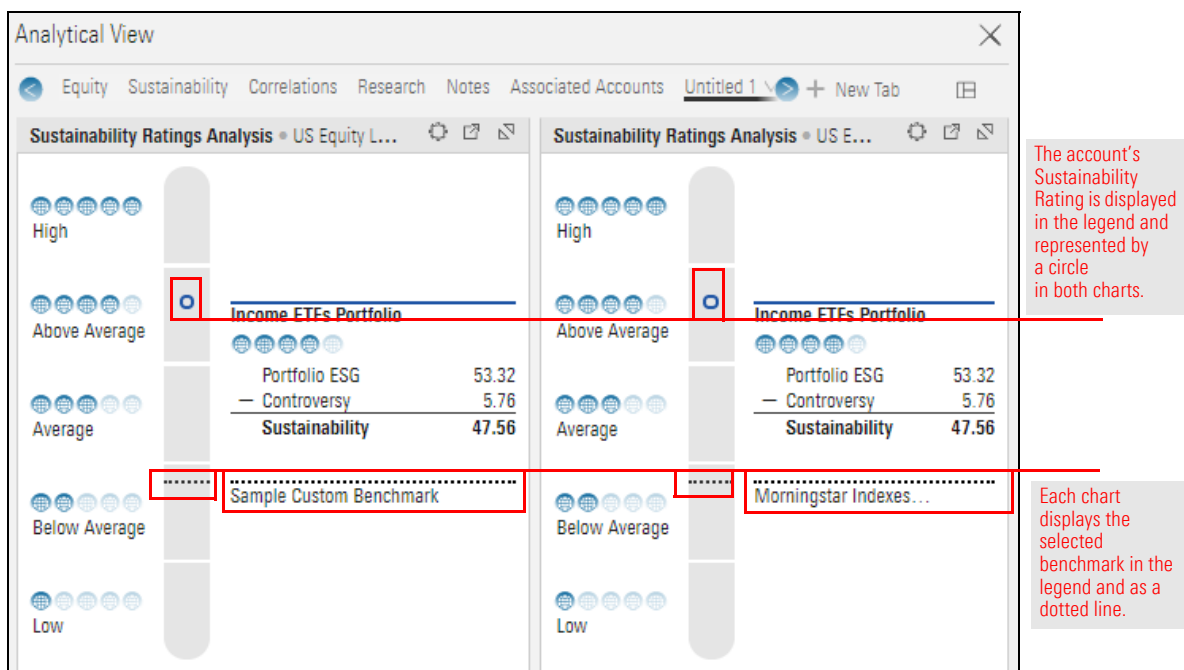 Analytical View
Equity Sustainability Correlations Research Notes Associated Accounts Untitled 1 New Tab
Sustainability Ratings Analysis • US Equity L...
High
Above Average
Income ETFs Portfolio
Portfolio ESG 53.32
— Controversy 5.76
Sustainability 47.56
Average
Sample Custom Benchmark
Below Average
Low
Sustainability Ratings Analysis • US E...
High
Above Average
Income ETFs Portfolio
Portfolio ESG 53.32
— Controversy 5.76
Sustainability 47.56
Average
Morningstar Indexes...
Below Average
Low
The account's
Sustainability
Rating is displayed
in the legend and
represented by
a circle
in both charts.
Each chart
displays the
selected
benchmark in the
legend and as a
dotted line.